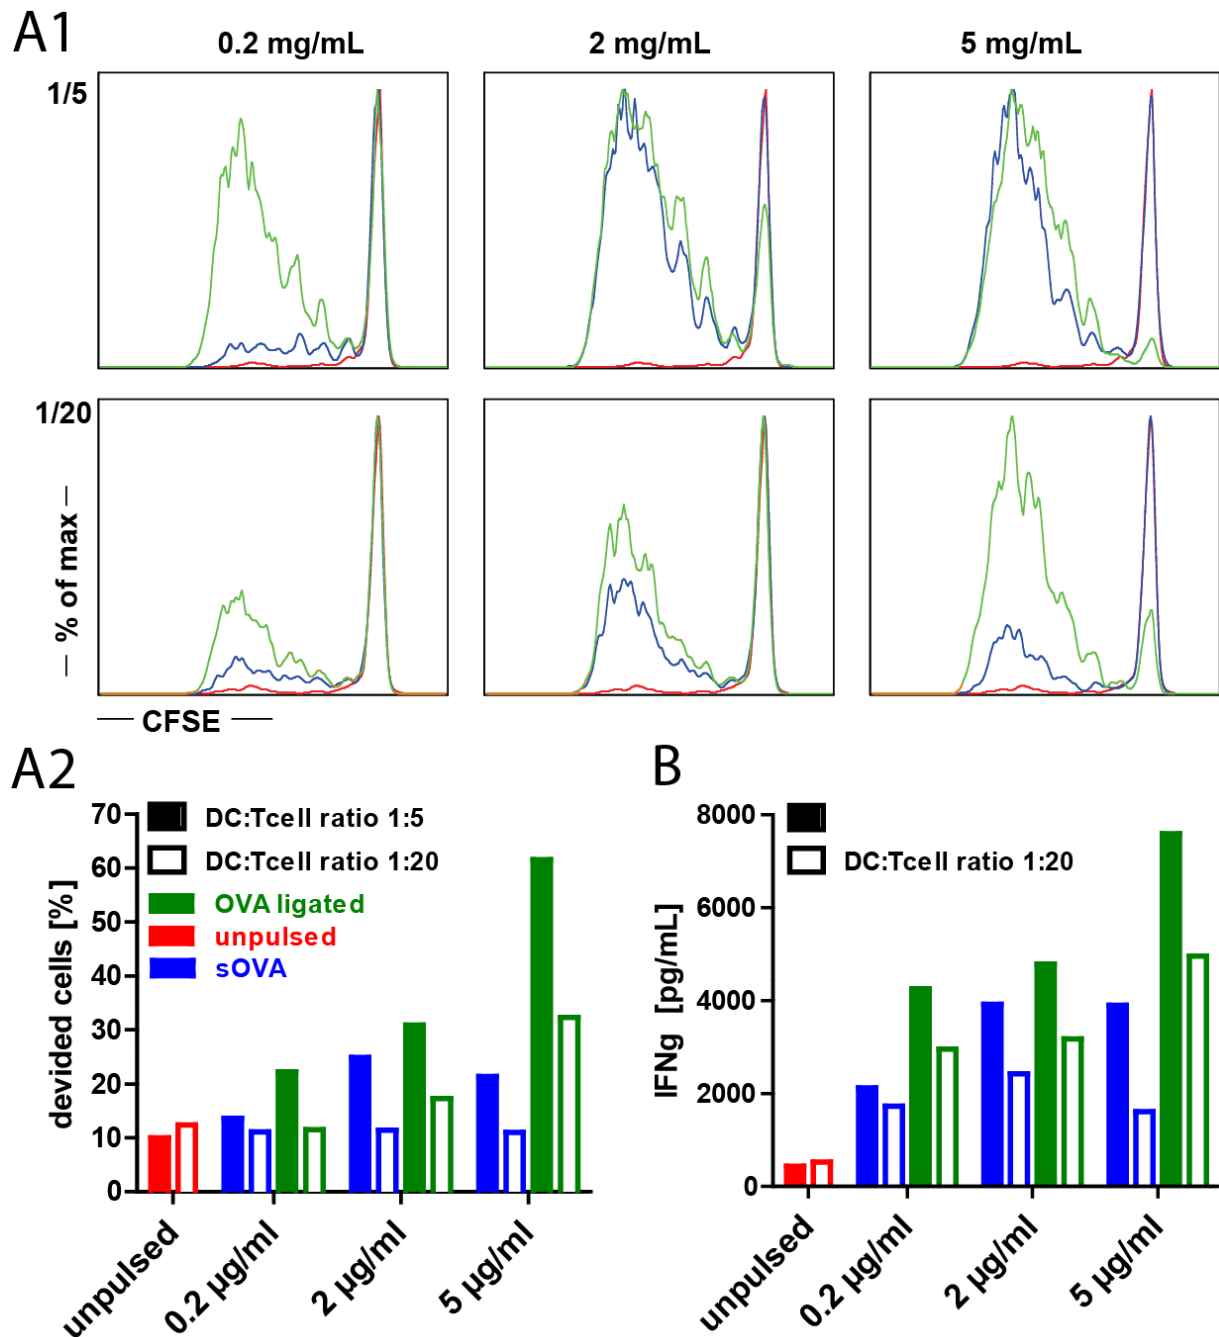 A1
0.2 mg/mL
2 mg/mL
5 mg/mL
1/5
1/20
— % of max —
— CFSE —
A2
70
60
50
40
30
20
10
0
devided cells [%]
DC:Tcell ratio 1:5
DC:Tcell ratio 1:20
OVA ligated
unpulsed
sOVA
unpulsed
0.2 µg/ml
2 µg/ml
5 µg/ml
B
8000
6000
4000
2000
0
IFNg [pg/mL]
DC:Tcell ratio 1:20
unpulsed
0.2 µg/ml
2 µg/ml
5 µg/ml